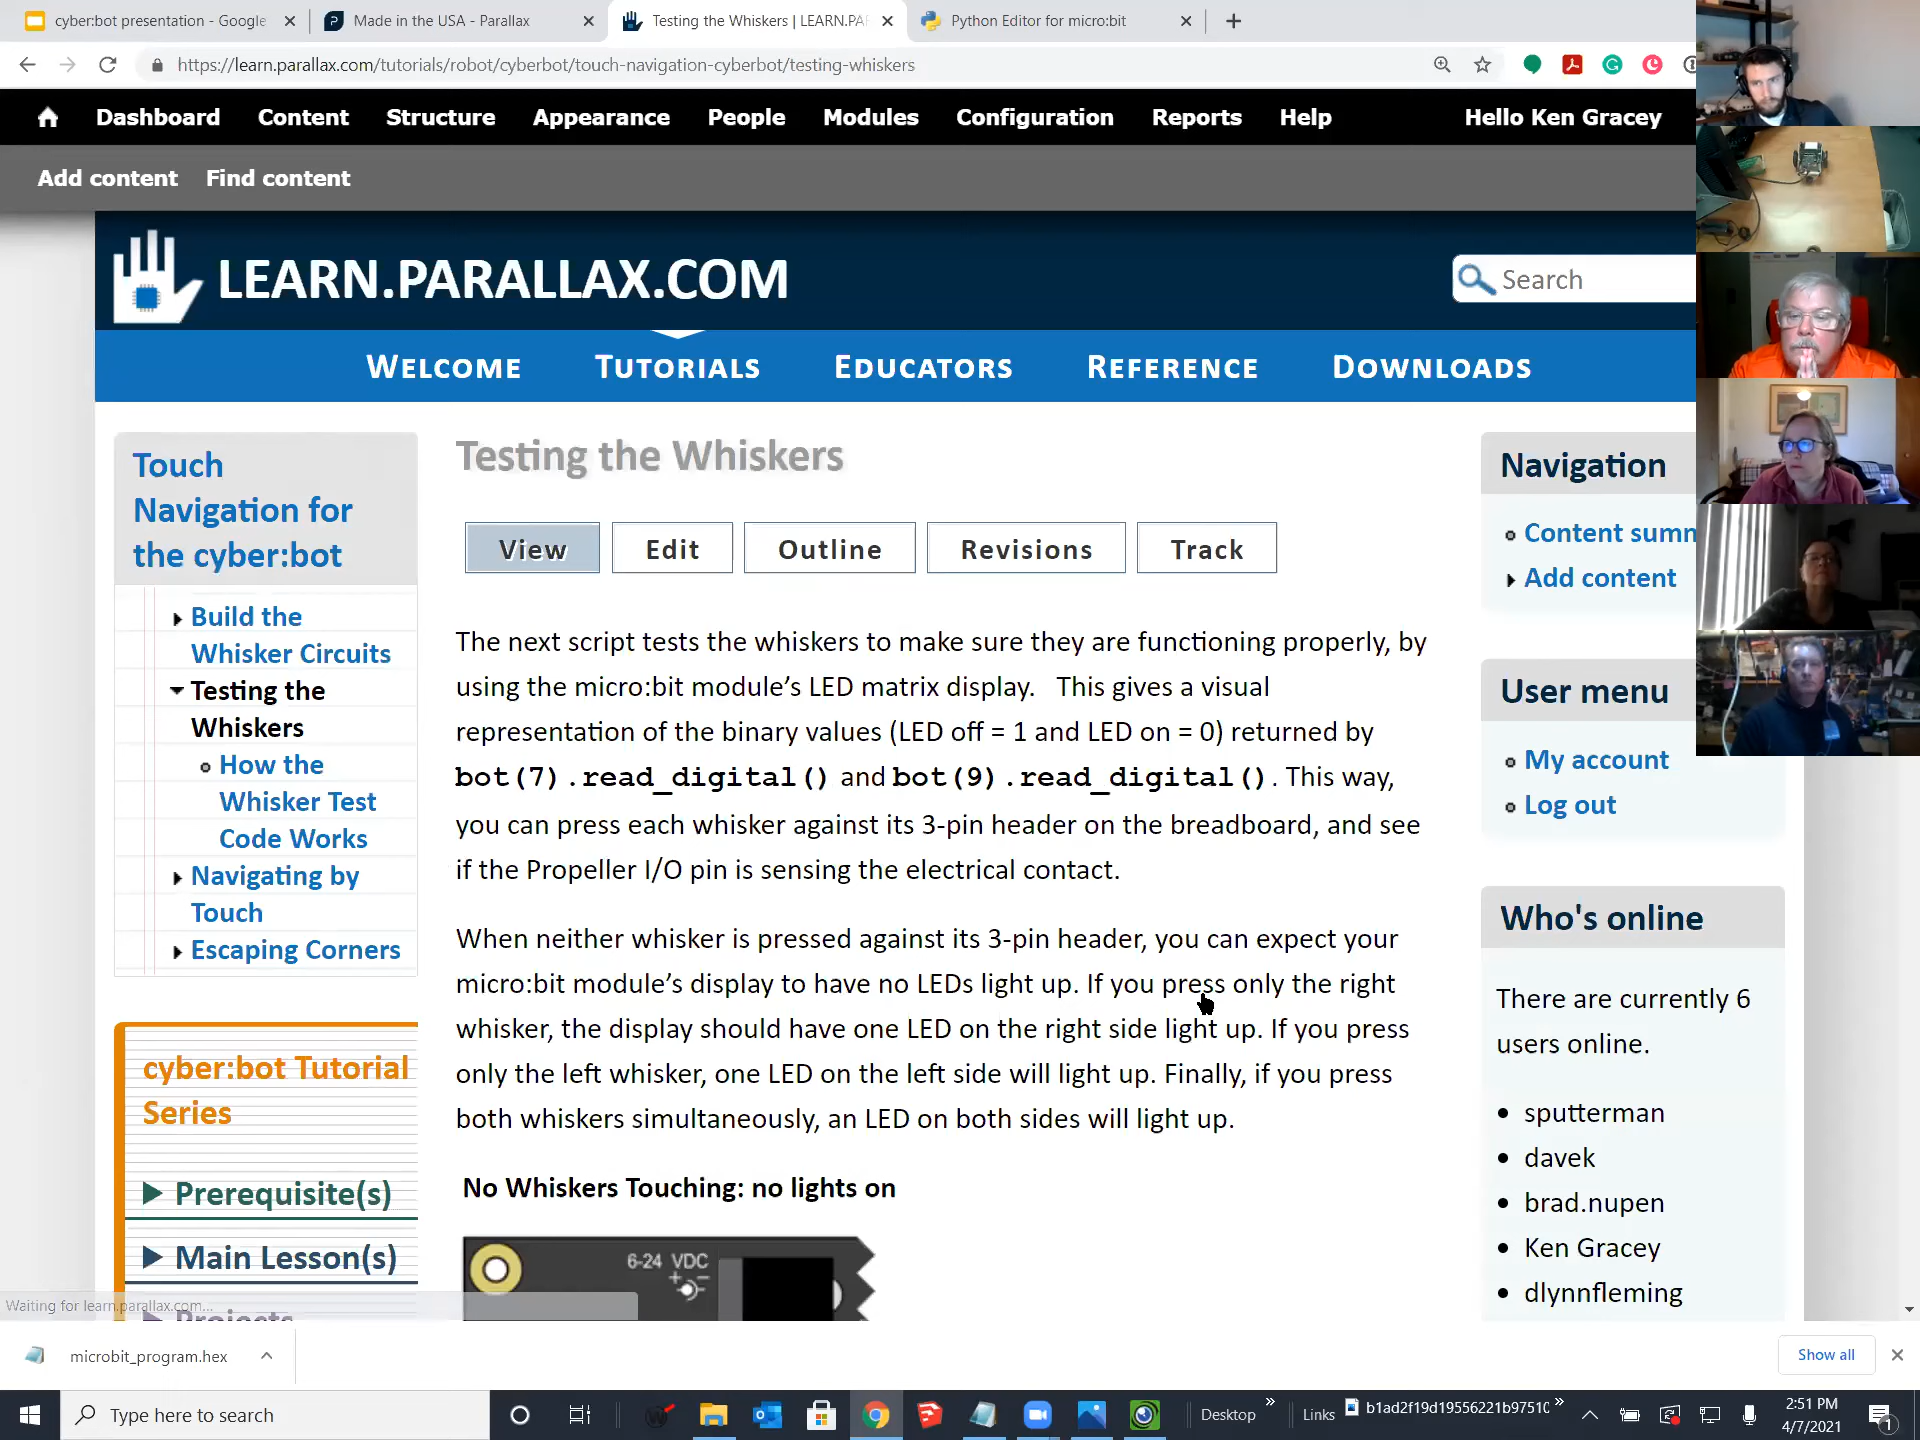 cyber:bot presentation - Google
Made in the USA - Parallax
Testing the Whiskers | LEARN.PA
Python Editor for micro:bit
https://learn.parallax.com/tutorials/robot/cyberbot/touch-navigation-cyberbot/testing-whiskers
Dashboard Content Structure Appearance People Modules Configuration Reports Help Hello Ken Gracey
Add content Find content
LEARN.PARALLAX.COM
Search
WELCOME TUTORIALS EDUCATORS REFERENCE DOWNLOADS
Touch
Navigation for
the cyber:bot
Build the
Whisker Circuits
Testing the
Whiskers
How the
Whisker Test
Code Works
Navigating by
Touch
Escaping Corners
cyber:bot Tutorial
Series
Prerequisite(s)
Main Lesson(s)
Projects
Testing the Whiskers
View Edit Outline Revisions Track
The next script tests the whiskers to make sure they are functioning properly, by
using the micro:bit module’s LED matrix display. This gives a visual
representation of the binary values (LED off = 1 and LED on = 0) returned by
bot(7).read_digital() and bot(9).read_digital(). This way,
you can press each whisker against its 3-pin header on the breadboard, and see
if the Propeller I/O pin is sensing the electrical contact.
When neither whisker is pressed against its 3-pin header, you can expect your
micro:bit module’s display to have no LEDs light up. If you press only the right
whisker, the display should have one LED on the right side light up. If you press
only the left whisker, one LED on the left side will light up. Finally, if you press
both whiskers simultaneously, an LED on both sides will light up.
No Whiskers Touching: no lights on
6-24 VDC
Navigation
Content summ
Add content
User menu
My account
Log out
Who's online
There are currently 6
users online.
sputterman
davek
brad.nupen
Ken Gracey
dlynnfleming
Waiting for learn.parallax.com...
microbit_program.hex
Show all
Type here to search
Desktop
Links
b1ad2f19d19556221b9751(
2:51 PM
4/7/2021
1